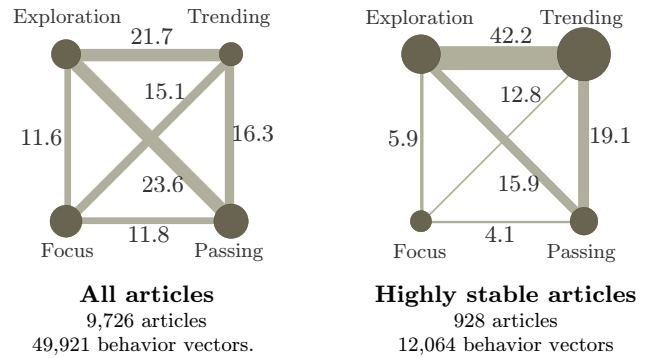 Exploration Trending
21.7
15.1
11.6
16.3
23.6
11.8
Focus Passing
All articles
9,726 articles
49,921 behavior vectors.
Exploration Trending
42.2
12.8
5.9
19.1
15.9
4.1
Focus Passing
Highly stable articles
928 articles
12,064 behavior vectors